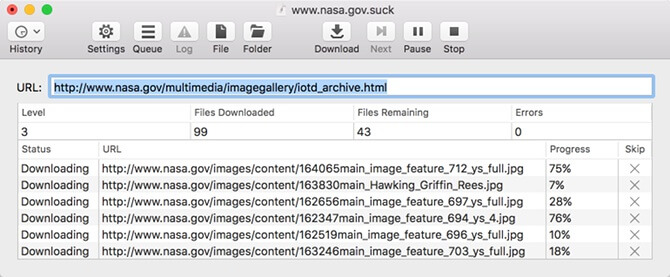 www.nasa.gov.suck
History Settings Queue Log File Folder Download Next Pause Stop
URL: http://www.nasa.gov/multimedia/imagegallery/iotd_archive.html
Level Files Downloaded Files Remaining Errors
3 99 43 0
Status URL Progress Skip
Downloading http://www.nasa.gov/images/content/164065main_image_feature_712_ys_full.jpg 75%
Downloading http://www.nasa.gov/images/content/163830main_Hawking_Griffin_Rees.jpg 7%
Downloading http://www.nasa.gov/images/content/162656main_image_feature_697_ys_full.jpg 28%
Downloading http://www.nasa.gov/images/content/162347main_image_feature_694_ys_4.jpg 76%
Downloading http://www.nasa.gov/images/content/162519main_image_feature_696_ys_full.jpg 10%
Downloading http://www.nasa.gov/images/content/163246main_image_feature_703_ys_full.jpg 18%